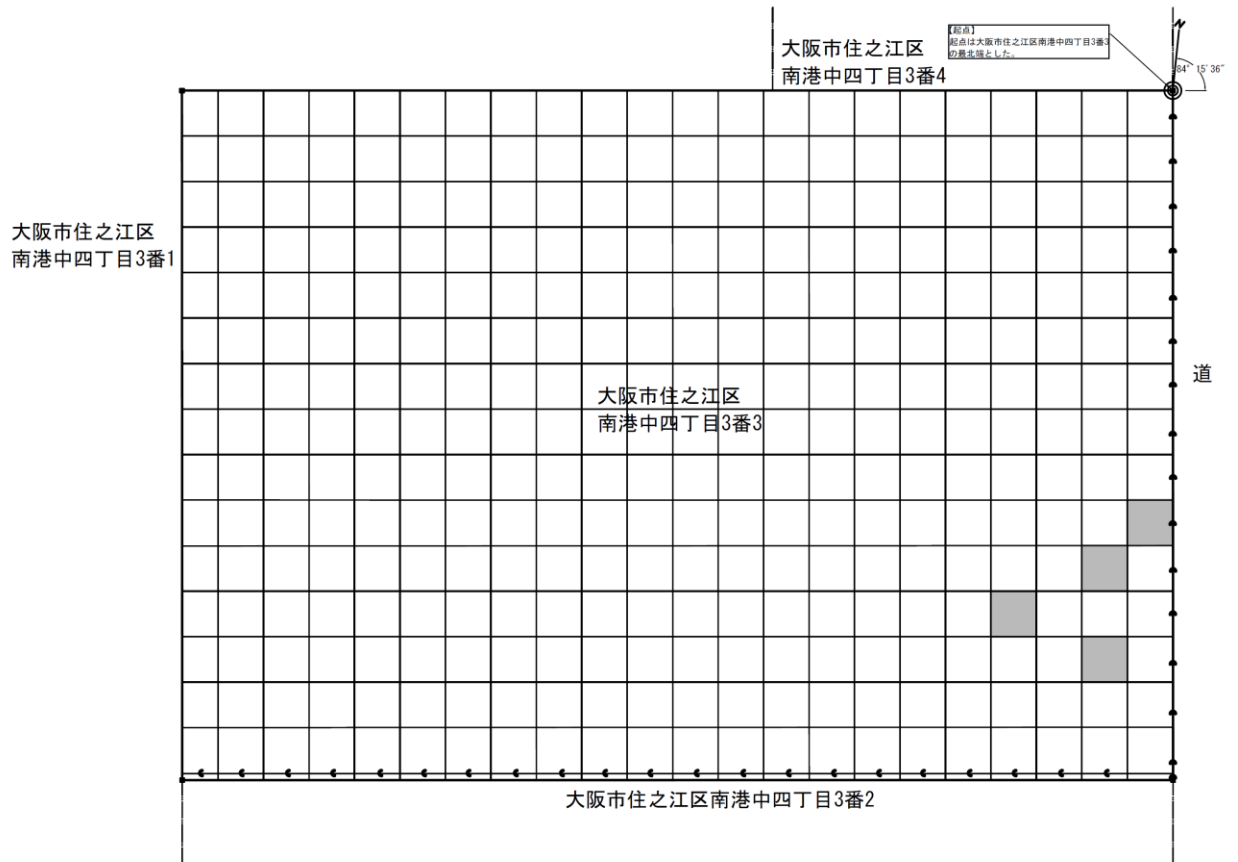 大阪市住之江区
南港中四丁目3番4
【起点】
起点は大阪市住之江区南港中四丁目3番3
の最北端とした。
N
84° 15' 36"
大阪市住之江区
南港中四丁目3番1
道
大阪市住之江区
南港中四丁目3番3
大阪市住之江区南港中四丁目3番2